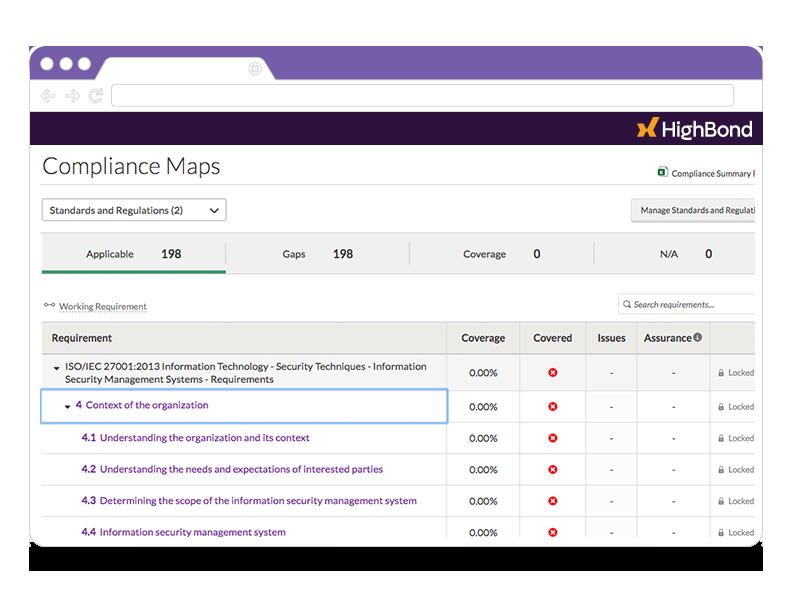 HighBond
Compliance Maps
Compliance Summary
Standards and Regulations (2)
Manage Standards and
Applicable 198 Gaps 198 Coverage 0 N/A 0
Working Requirement
Search requirements...
Requirement Coverage Covered Issues Assurance
ISO/IEC 27001:2013 Information Technology - Security Techniques - Information
Security Management Systems - Requirements
0.00% - - Locked
4 Context of the organization 0.00% - - Locked
4.1 Understanding the organization and its context 0.00% - - Locked
4.2 Understanding the needs and expectations of interested parties 0.00% - - Locked
4.3 Determining the scope of the information security management system 0.00% - - Locked
4.4 Information security management system 0.00% - - Locked